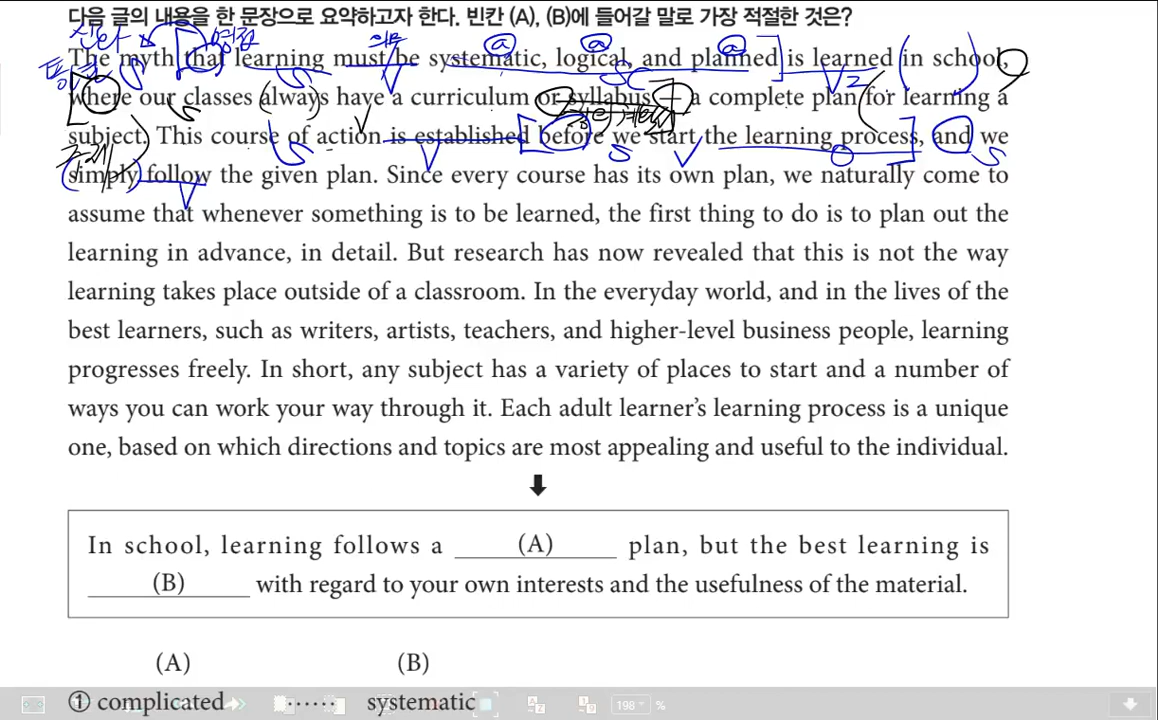 다음 글의 내용을 한 문장으로 요약하고자 한다. 빈칸 (A), (B)에 들어갈 말로 가장 적절한 것은?
The myth that learning must be systematic, logical, and planned is learned in school,
where our classes always have a curriculum or syllabus — a complete plan for learning a
subject. This course of action is established before we start the learning process, and we
simply follow the given plan. Since every course has its own plan, we naturally come to
assume that whenever something is to be learned, the first thing to do is to plan out the
learning in advance, in detail. But research has now revealed that this is not the way
learning takes place outside of a classroom. In the everyday world, and in the lives of the
best learners, such as writers, artists, teachers, and higher-level business people, learning
progresses freely. In short, any subject has a variety of places to start and a number of
ways you can work your way through it. Each adult learner's learning process is a unique
one, based on which directions and topics are most appealing and useful to the individual.
In school, learning follows a (A) plan, but the best learning is
(B) with regard to your own interests and the usefulness of the material.
(A) (B)
① complicated ······ systematic
198 %